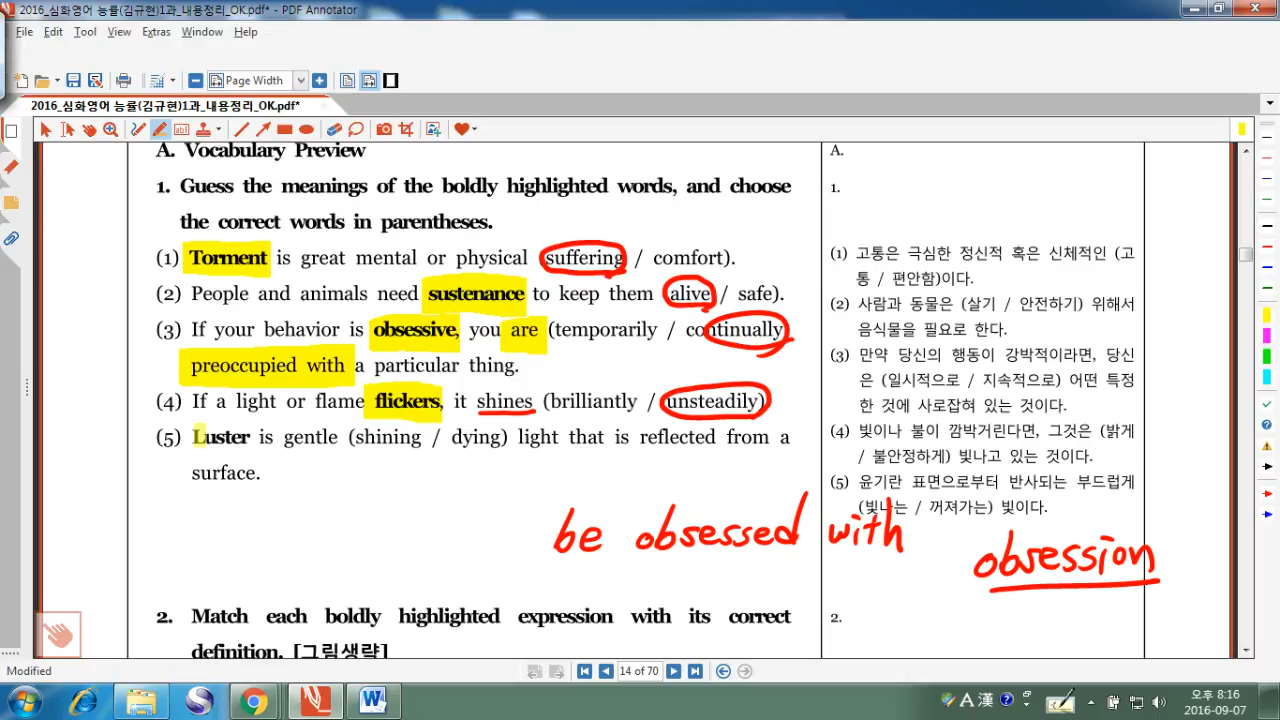 2016_심화영어 능률(김규현)1과_내용정리_OK.pdf* - PDF Annotator
File Edit Tool View Extras Window Help
Page Width
2016_심화영어 능률(김규현)1과_내용정리_OK.pdf*
A. Vocabulary Preview
A.
1. Guess the meanings of the boldly highlighted words, and choose
1.
the correct words in parentheses.
(1) Torment is great mental or physical (suffering / comfort).
(2) People and animals need sustenance to keep them (alive / safe).
(3) If your behavior is obsessive, you are (temporarily / continually)
preoccupied with a particular thing.
(4) If a light or flame flickers, it shines (brilliantly / unsteadily)
(5) Luster is gentle (shining / dying) light that is reflected from a
surface.
(1) 고통은 극심한 정신적 혹은 신체적인 (고
통 / 편안함)이다.
(2) 사람과 동물은 (살기 / 안전하기) 위해서
음식물을 필요로 한다.
(3) 만약 당신의 행동이 강박적이라면, 당신
은 (일시적으로 / 지속적으로) 어떤 특정
한 것에 사로잡혀 있는 것이다.
(4) 빛이나 불이 깜박거린다면, 그것은 (밝게
/ 불안정하게) 빛나고 있는 것이다.
(5) 윤기란 표면으로부터 반사되는 부드럽게
(빛나는 / 꺼져가는) 빛이다.
be obsessed with
obsession
2. Match each boldly highlighted expression with its correct
2.
definition. [그림생략]
Modified
14 of 70
A 漢
오후 8:16
2016-09-07